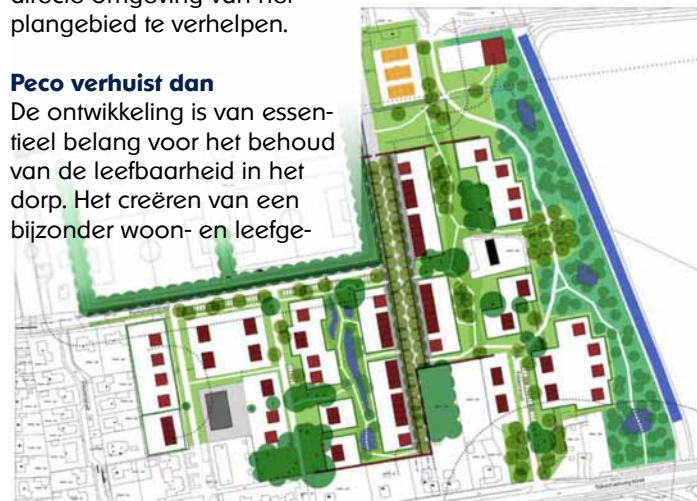 plangebied te verhelpen.
Peco verhuist dan
De ontwikkeling is van essen-
tieel belang voor het behoud
van de leefbaarheid in het
dorp. Het creëren van een
bijzonder woon- en leefge-